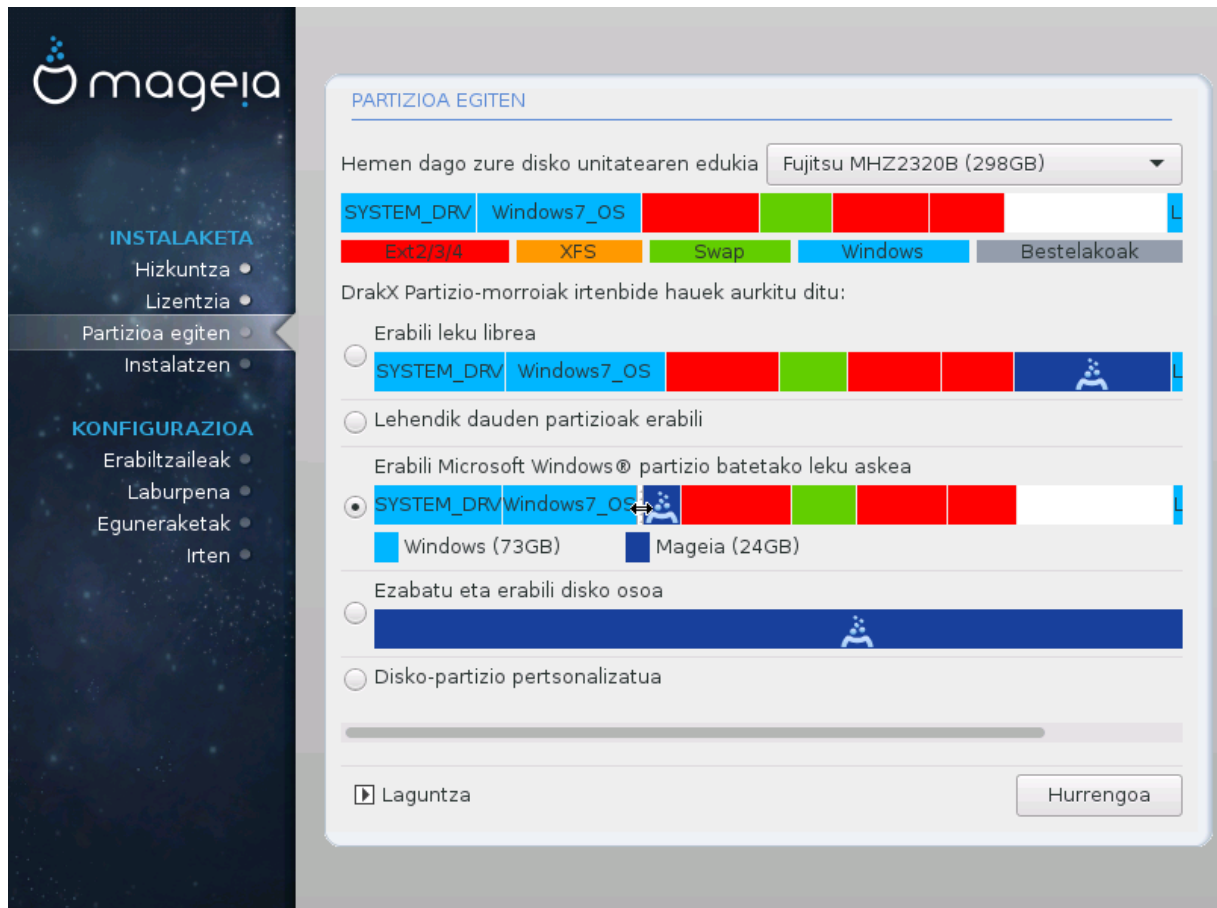 mageia
INSTALAKETA
Hizkuntza
Lizentzia
Partizioa egiten
Instalatzen
KONFIGURAZIOA
Erabiltzaileak
Laburpena
Eguneraketak
Irten
PARTIZIOA EGITEN
Hemen dago zure disko unitatearen edukia Fujitsu MHZ2320B (298GB)
SYSTEM_DRV Windows7_OS L
Ext2/3/4 XFS Swap Windows Bestelakoak
DrakX Partizio-morroiak irtenbide hauek aurkitu ditu:
Erabili leku librea
SYSTEM_DRV Windows7_OS L
Lehendik dauden partizioak erabili
Erabili Microsoft Windows® partizio batetako leku askea
SYSTEM_DRV Windows7_OS L
Windows (73GB) Mageia (24GB)
Ezabatu eta erabili disko osoa
Disko-partizio pertsonalizatua
Laguntza Hurrengoa